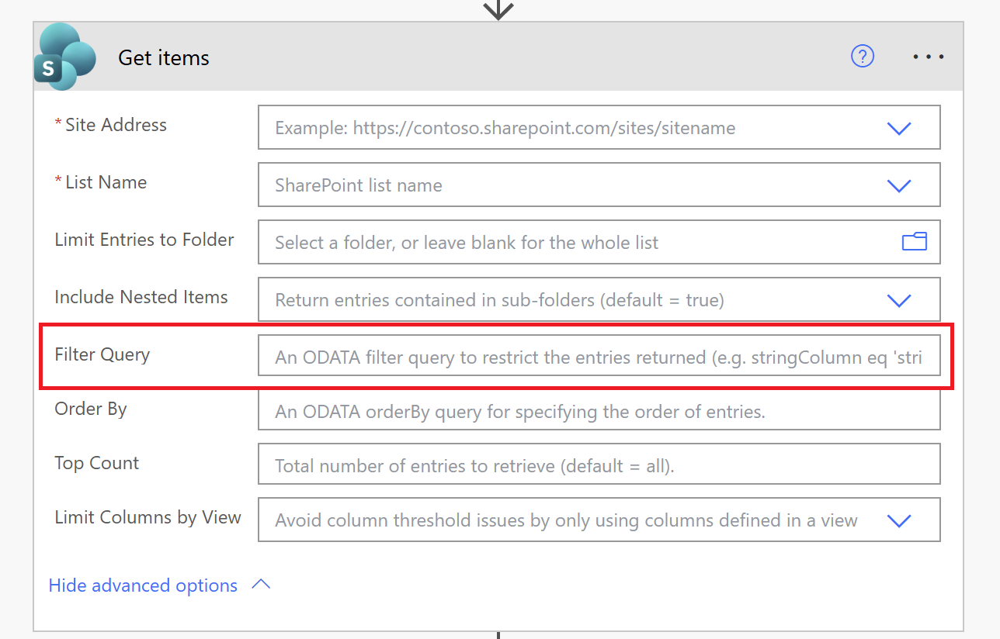 S
Get items
?
* Site Address
Example: https://contoso.sharepoint.com/sites/sitename
* List Name
SharePoint list name
Limit Entries to Folder
Select a folder, or leave blank for the whole list
Include Nested Items
Return entries contained in sub-folders (default = true)
Filter Query
An ODATA filter query to restrict the entries returned (e.g. stringColumn eq 'stri
Order By
An ODATA orderBy query for specifying the order of entries.
Top Count
Total number of entries to retrieve (default = all).
Limit Columns by View
Avoid column threshold issues by only using columns defined in a view
Hide advanced options